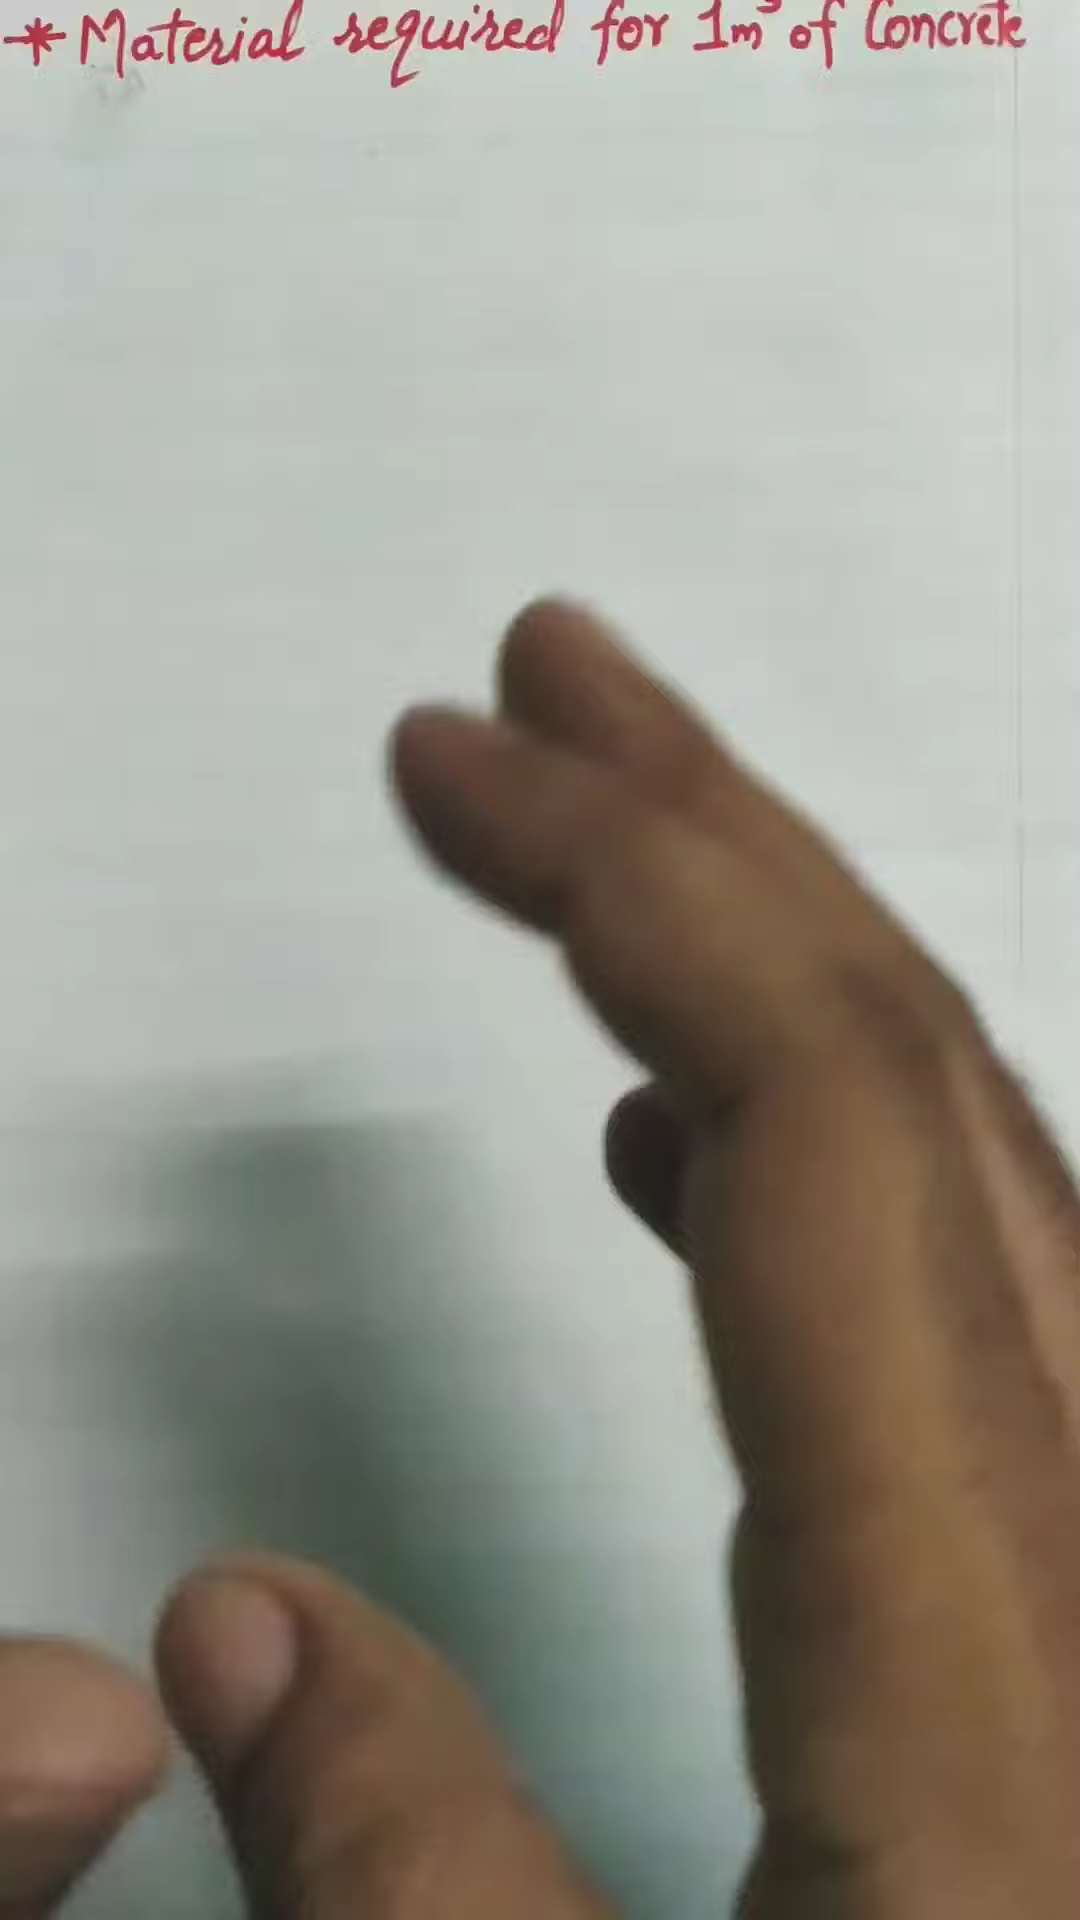 * Material required for 1m³ of Concrete